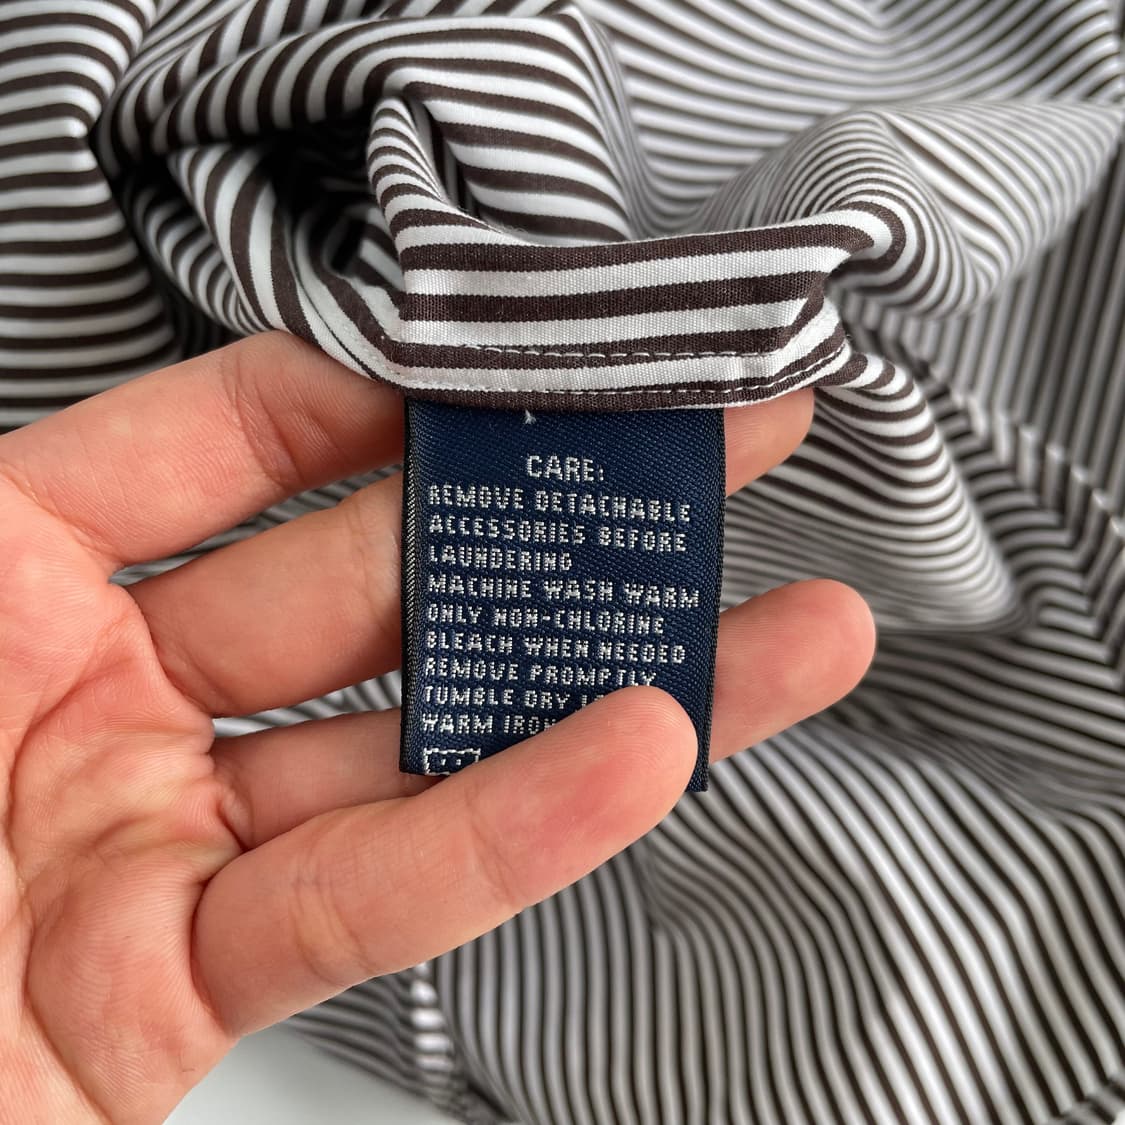 CARE:
REMOVE DETACHABLE
ACCESSORIES BEFORE
LAUNDERING
MACHINE WASH WARM
ONLY NON-CHLORINE
BLEACH WHEN NEEDED
REMOVE PROMPTLY
TUMBLE DRY
WARM IRON